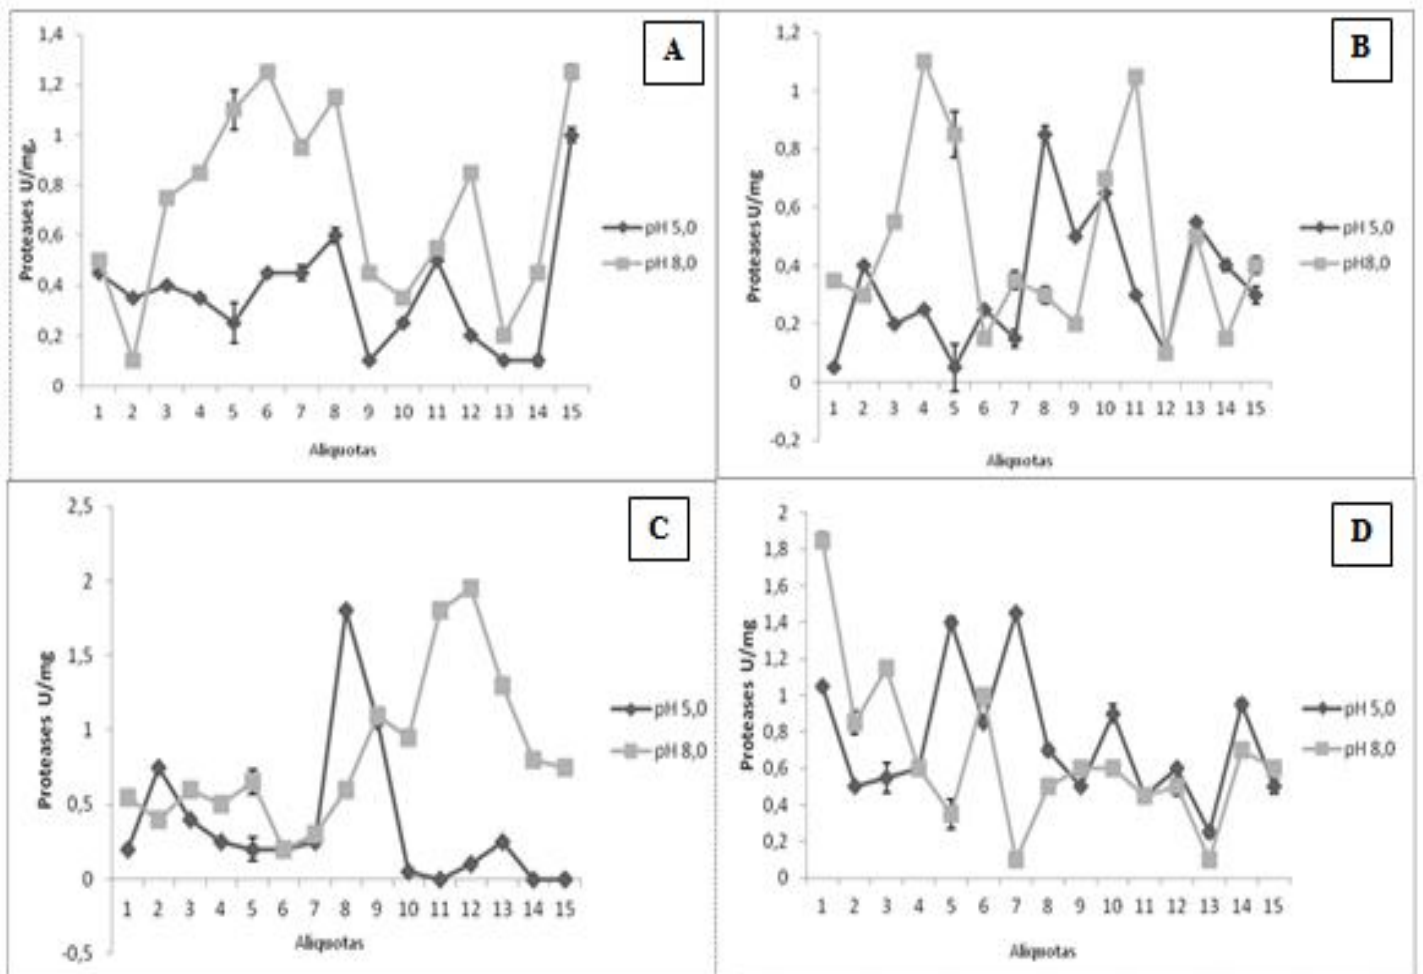 A
1,4
1,2
1
0,8
0,6
0,4
0,2
0
Proteases U/mg.
1 2 3 4 5 6 7 8 9 10 11 12 13 14 15
Aliquotas
pH 5,0
pH 8,0
B
1,2
1
0,8
0,6
0,4
0,2
0
-0,2
Proteases U/mg
1 2 3 4 5 6 7 8 9 10 11 12 13 14 15
Aliquotas
pH 5,0
pH8,0
C
2,5
2
1,5
1
0,5
0
-0,5
Proteases U/mg
1 2 3 4 5 6 7 8 9 10 11 12 13 14 15
Aliquotas
pH 5,0
pH 8,0
D
2
1,8
1,6
1,4
1,2
1
0,8
0,6
0,4
0,2
0
Proteases U/mg
1 2 3 4 5 6 7 8 9 10 11 12 13 14 15
Aliquotas
pH 5,0
pH 8,0